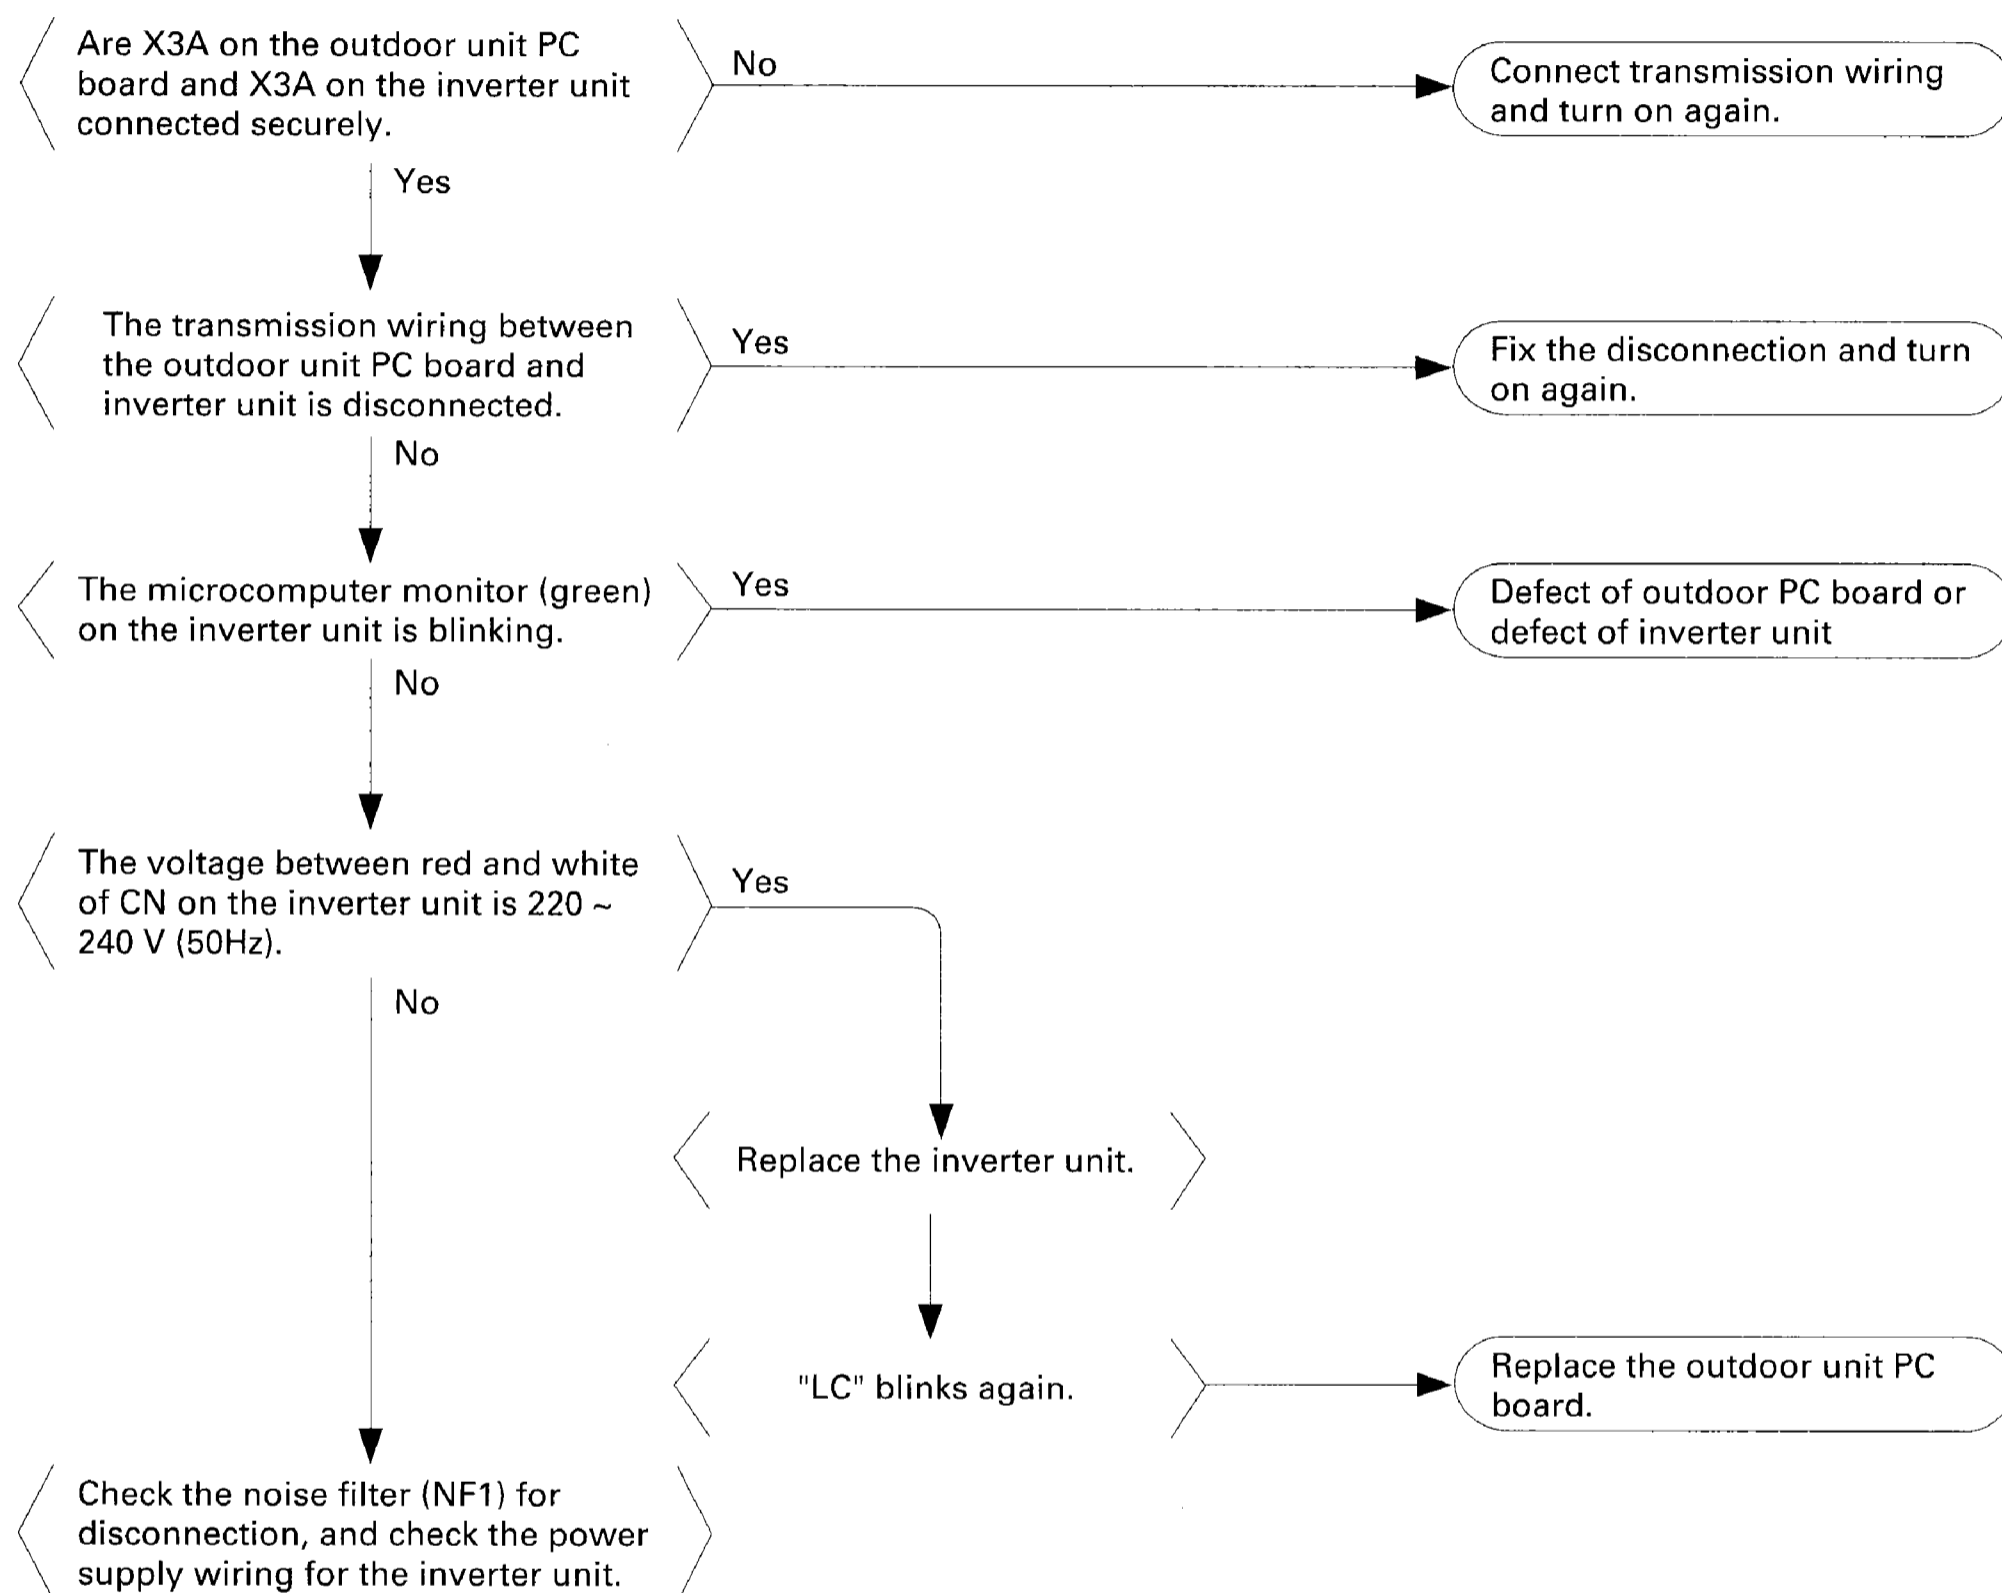 Are X3A on the outdoor unit PC
board and X3A on the inverter unit
connected securely.
No
Connect transmission wiring
and turn on again.
Yes
The transmission wiring between
the outdoor unit PC board and
inverter unit is disconnected.
Yes
Fix the disconnection and turn
on again.
No
The microcomputer monitor (green)
on the inverter unit is blinking.
Yes
Defect of outdoor PC board or
defect of inverter unit
No
The voltage between red and white
of CN on the inverter unit is 220 ~
240 V (50Hz).
Yes
No
Replace the inverter unit.
"LC" blinks again.
Replace the outdoor unit PC
board.
Check the noise filter (NF1) for
disconnection, and check the power
supply wiring for the inverter unit.